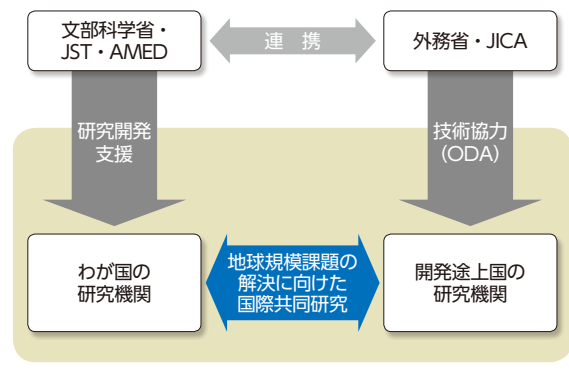 文部科学省・
JST・AMED
連 携
外務省・JICA
研究開発
支援
技術協力
(ODA)
わが国の
研究機関
地球規模課題の
解決に向けた
国際共同研究
開発途上国の
研究機関